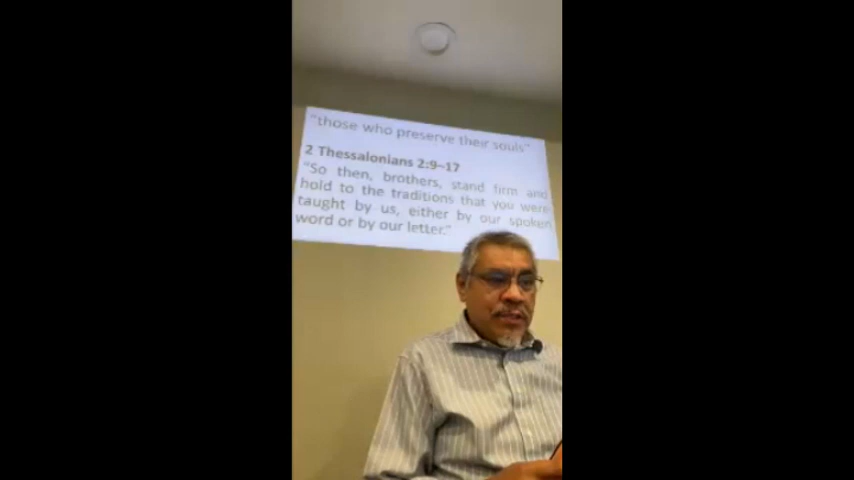 "those who preserve their souls"
2 Thessalonians 2:9–17
"So then, brothers, stand firm and
hold to the traditions that you were
taught by us, either by our spoken
word or by our letter."